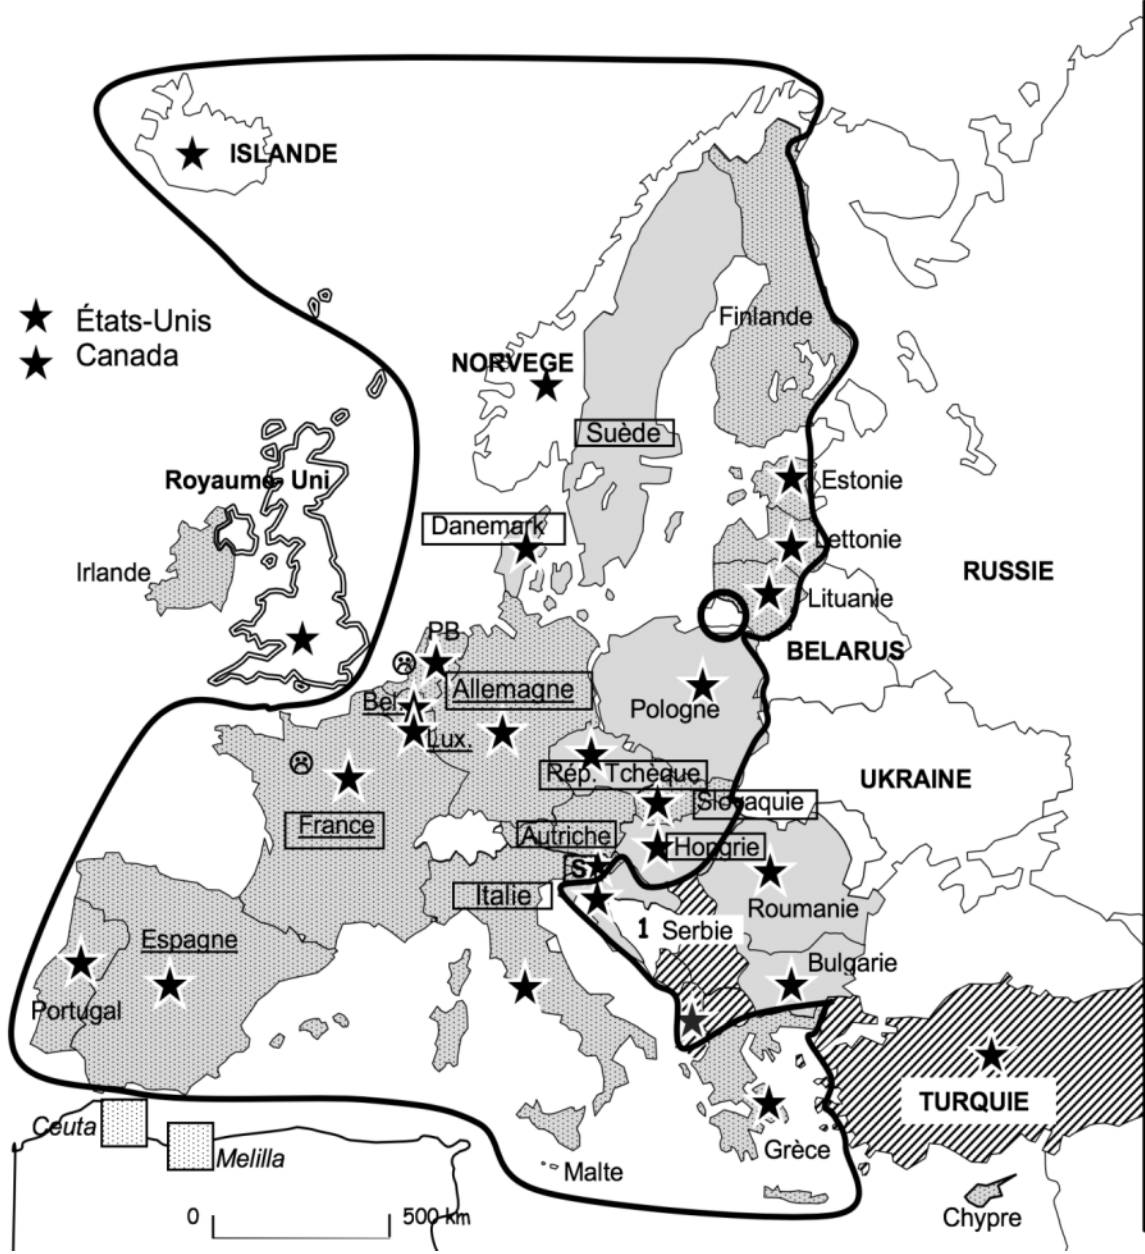 ISLANDE
États-Unis
Canada
Finlande
NORVEGE
Suède
Royaume-Uni
Estonie
Danemark
Lettonie
Irlande
RUSSIE
Lituanie
PB
BELARUS
Allemagne
Bel
Pologne
Lux.
Rép. Tchèque
UKRAINE
Slovaquie
France
Autriche
Hongrie
S
Italie
Roumanie
1 Serbie
Espagne
Bulgarie
Portugal
TURQUIE
Ceuta
Melilla
Grèce
Malte
0 500 km
Chypre